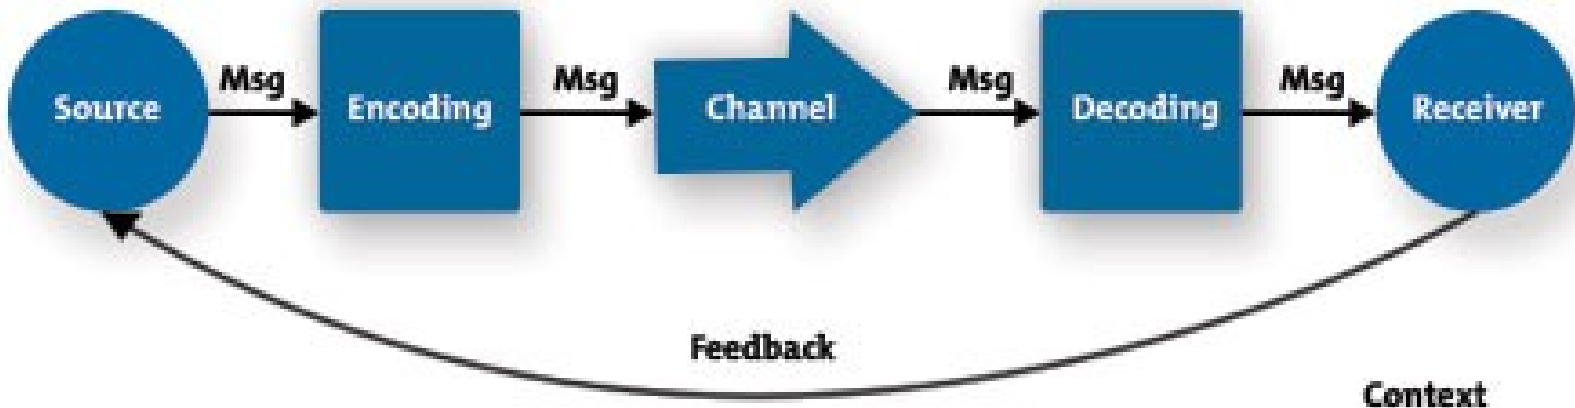 Source
Msg
Encoding
Msg
Channel
Msg
Decoding
Msg
Receiver
Feedback
Context